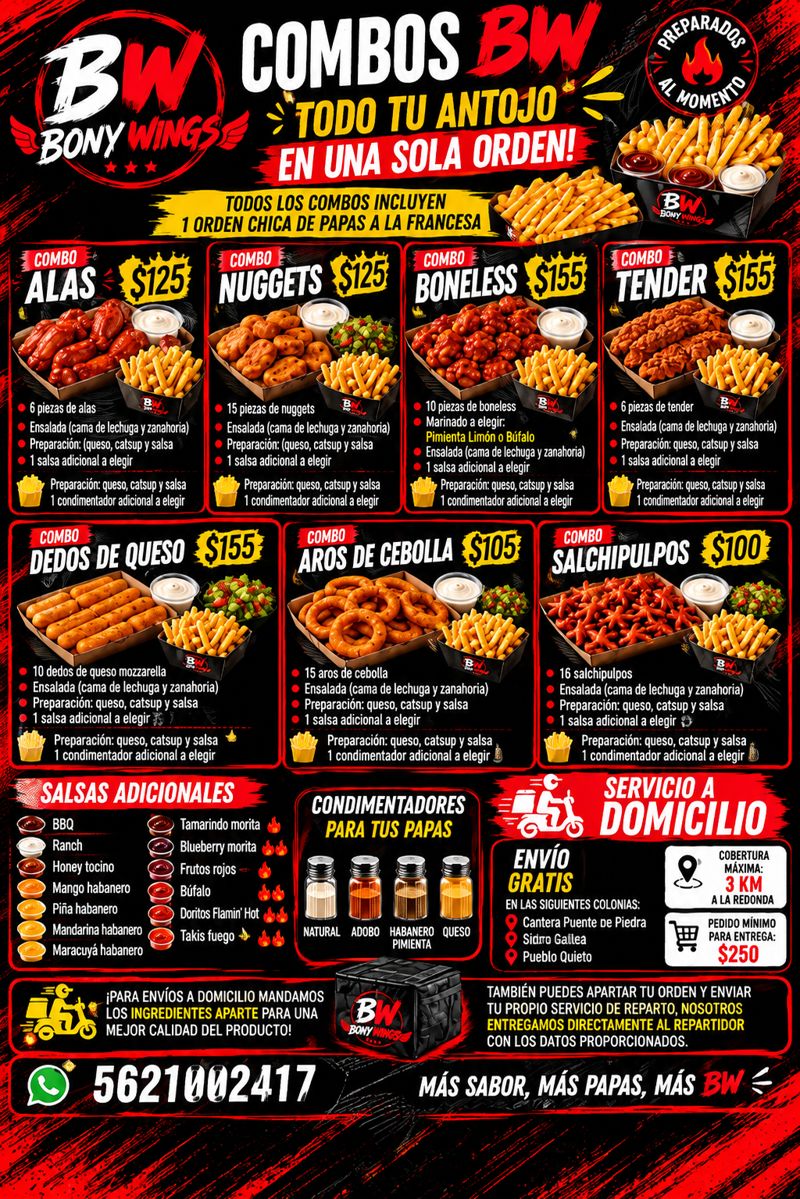 BW
BONY WINGS
COMBOS BW
TODO TU ANTOJO
EN UNA SOLA ORDEN!
PREPARADOS
AL MOMENTO
TODOS LOS COMBOS INCLUYEN
1 ORDEN CHICA DE PAPAS A LA FRANCESA
BW
BONY WINGS
COMBO
ALAS $125
6 piezas de alas
Ensalada (cama de lechuga y zanahoria)
Preparación: (queso, catsup y salsa
1 salsa adicional a elegir
Preparación: queso, catsup y salsa
1 condimentador adicional a elegir
COMBO
NUGGETS $125
15 piezas de nuggets
Ensalada (cama de lechuga y zanahoria)
Preparación: (queso, catsup y salsa
1 salsa adicional a elegir
Preparación: queso, catsup y salsa
1 condimentador adicional a elegir
COMBO
BONELESS $155
10 piezas de boneless
Marinado a elegir:
Pimienta Limón o Búfalo
Ensalada (cama de lechuga y zanahoria)
1 salsa adicional a elegir
Preparación: queso, catsup y salsa
1 condimentador adicional a elegir
COMBO
TENDER $155
6 piezas de tender
Ensalada (cama de lechuga y zanahoria)
Preparación: queso, catsup y salsa
1 salsa adicional a elegir
Preparación: queso, catsup y salsa
1 condimentador adicional a elegir
COMBO
DEDOS DE QUESO $155
10 dedos de queso mozzarella
Ensalada (cama de lechuga y zanahoria)
Preparación: queso, catsup y salsa
1 salsa adicional a elegir
Preparación: queso, catsup y salsa
1 condimentador adicional a elegir
COMBO
AROS DE CEBOLLA $105
15 aros de cebolla
Ensalada (cama de lechuga y zanahoria)
Preparación: queso, catsup y salsa
1 salsa adicional a elegir
Preparación: queso, catsup y salsa
1 condimentador adicional a elegir
COMBO
SALCHIPULPOS $100
16 salchipulpos
Ensalada (cama de lechuga y zanahoria)
Preparación: queso, catsup y salsa
1 salsa adicional a elegir
Preparación: queso, catsup y salsa
1 condimentador adicional a elegir
SALSAS ADICIONALES
BBQ
Ranch
Honey tocino
Mango habanero
Piña habanero
Mandarina habanero
Maracuyá habanero
Tamarindo morita
Blueberry morita
Frutos rojos
Búfalo
Doritos Flamin' Hot
Takis fuego
CONDIMENTADORES
PARA TUS PAPAS
NATURAL
ADOBO
HABANERO
PIMIENTA
QUESO
SERVICIO A
DOMICILIO
ENVÍO
GRATIS
EN LAS SIGUIENTES COLONIAS:
Cantera Puente de Piedra
Sidro Gallea
Pueblo Quieto
COBERTURA
MÁXIMA:
3 KM
A LA REDONDA
PEDIDO MÍNIMO
PARA ENTREGA:
$250
¡PARA ENVÍOS A DOMICILIO MANDAMOS
LOS INGREDIENTES APARTE PARA UNA
MEJOR CALIDAD DEL PRODUCTO!
BW
BONY WINGS
TAMBIÉN PUEDES APARTAR TU ORDEN Y ENVIAR
TU PROPIO SERVICIO DE REPARTO, NOSOTROS
ENTREGAMOS DIRECTAMENTE AL REPARTIDOR
CON LOS DATOS PROPORCIONADOS.
5621002417
MÁS SABOR, MÁS PAPAS, MÁS BW